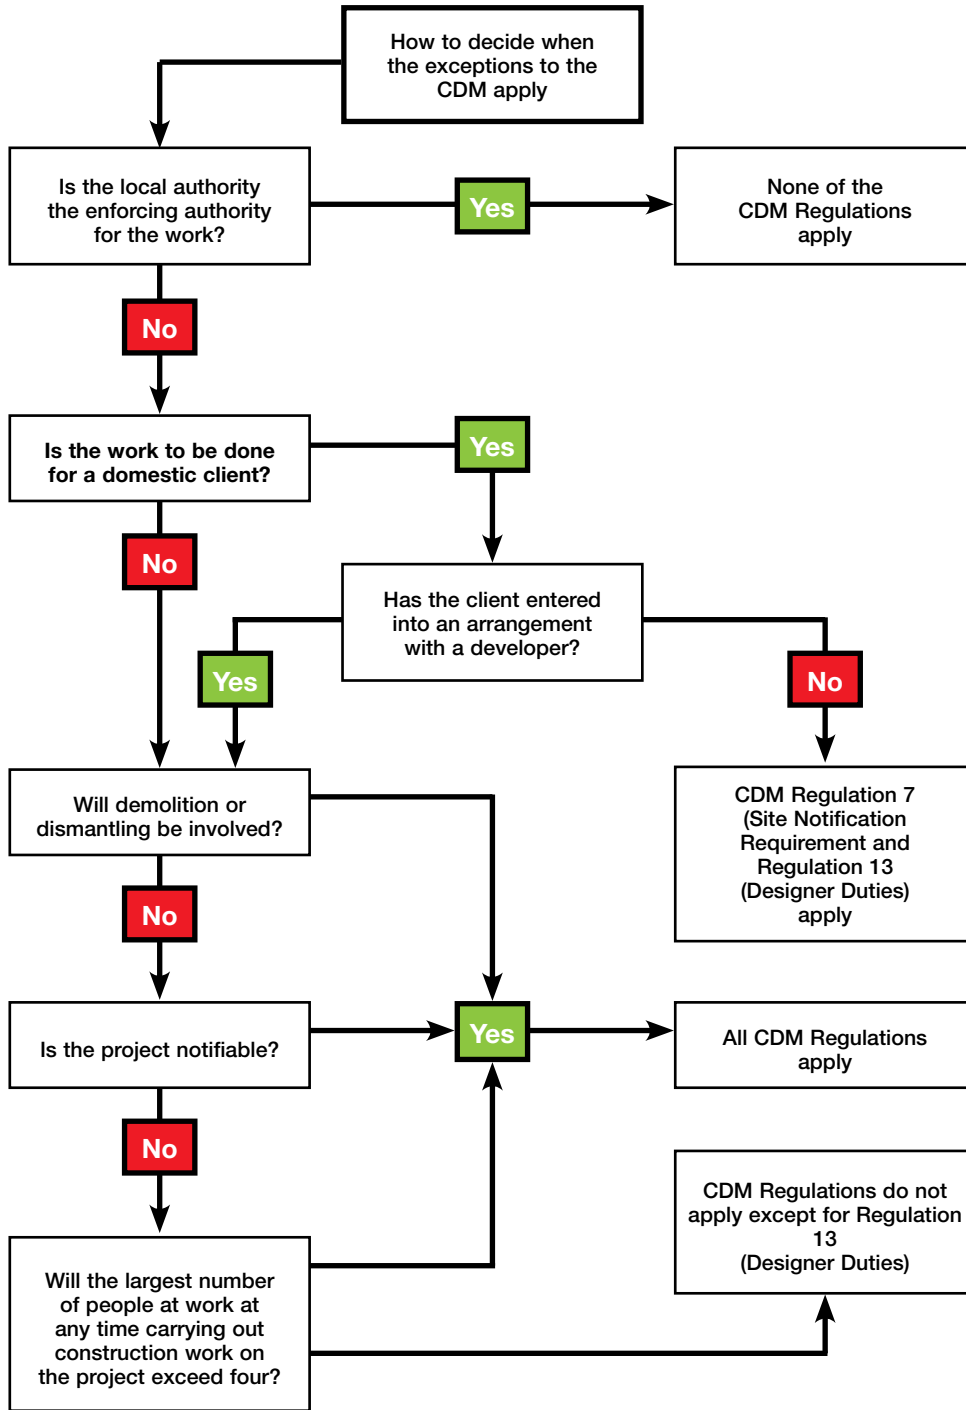 How to decide when
the exceptions to the
CDM apply
Is the local authority
the enforcing authority
for the work?
Yes
None of the
CDM Regulations
apply
No
Is the work to be done
for a domestic client?
Yes
No
Has the client entered
into an arrangement
with a developer?
Yes
No
Will demolition or
dismantling be involved?
CDM Regulation 7
(Site Notification
Requirement and
Regulation 13
(Designer Duties)
apply
No
Is the project notifiable?
Yes
All CDM Regulations
apply
No
CDM Regulations do not
apply except for Regulation
13
(Designer Duties)
Will the largest number
of people at work at
any time carrying out
construction work on
the project exceed four?